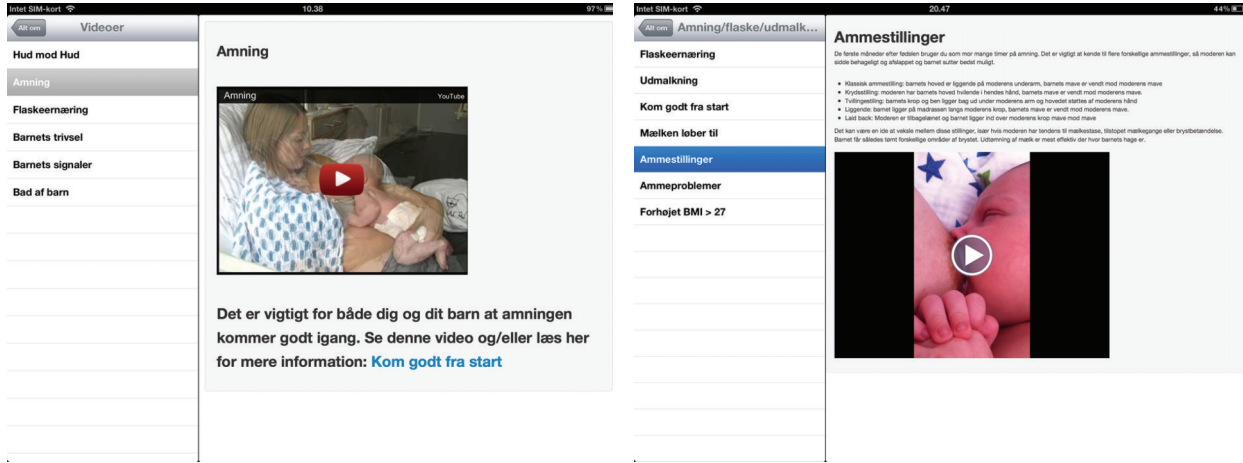 Intet SIM-kort 10.38 97 %
Alt om Videoer
Hud mod Hud
Amning
Flaskeernæring
Barnets trivsel
Barnets signaler
Bad af barn
Amning
Amning YouTube
Det er vigtigt for både dig og dit barn at amningen
kommer godt igang. Se denne video og/eller læs her
for mere information: Kom godt fra start
Intet SIM-kort 20.47 44 %
Alt om Amning/flaske/udmalk...
Flaskeernæring
Udmalkning
Kom godt fra start
Mælken løber til
Ammestillinger
Ammeproblemer
Forhøjet BMI > 27
Ammestillinger
De første måneder efter fødslen bruger du som mor mange timer på amning. Det er vigtigt at kende til flere forskellige ammestillinger, så moderen kan
sidde behageligt og afslappet og barnet sutter bedst muligt.
• Klassisk ammestilling: barnets hoved er liggende på moderens underarm, barnets mave er vendt mod moderens mave
• Krydsstilling: moderen har barnets hoved hvilende i hendes hånd, barnets mave er vendt mod moderens mave.
• Tvillingestilling: barnets krop og ben ligger bag ud under moderens arm og hovedet støttes af moderens hånd
• Liggende: barnet ligger på madrassen langs moderens krop, barnets mave er vendt mod moderens mave.
• Laid back: Moderen er tilbagelænet og barnet ligger ind over moderens krop mave mod mave
Det kan være en ide at veksle mellem disse stillinger, især hvis moderen har tendens til mælkestase, tilstopet mælkegange eller brystbetændelse.
Barnet får således tømt forskellige områder af brystet. Udtømning af mælk er mest effektiv der hvor barnets hage er.